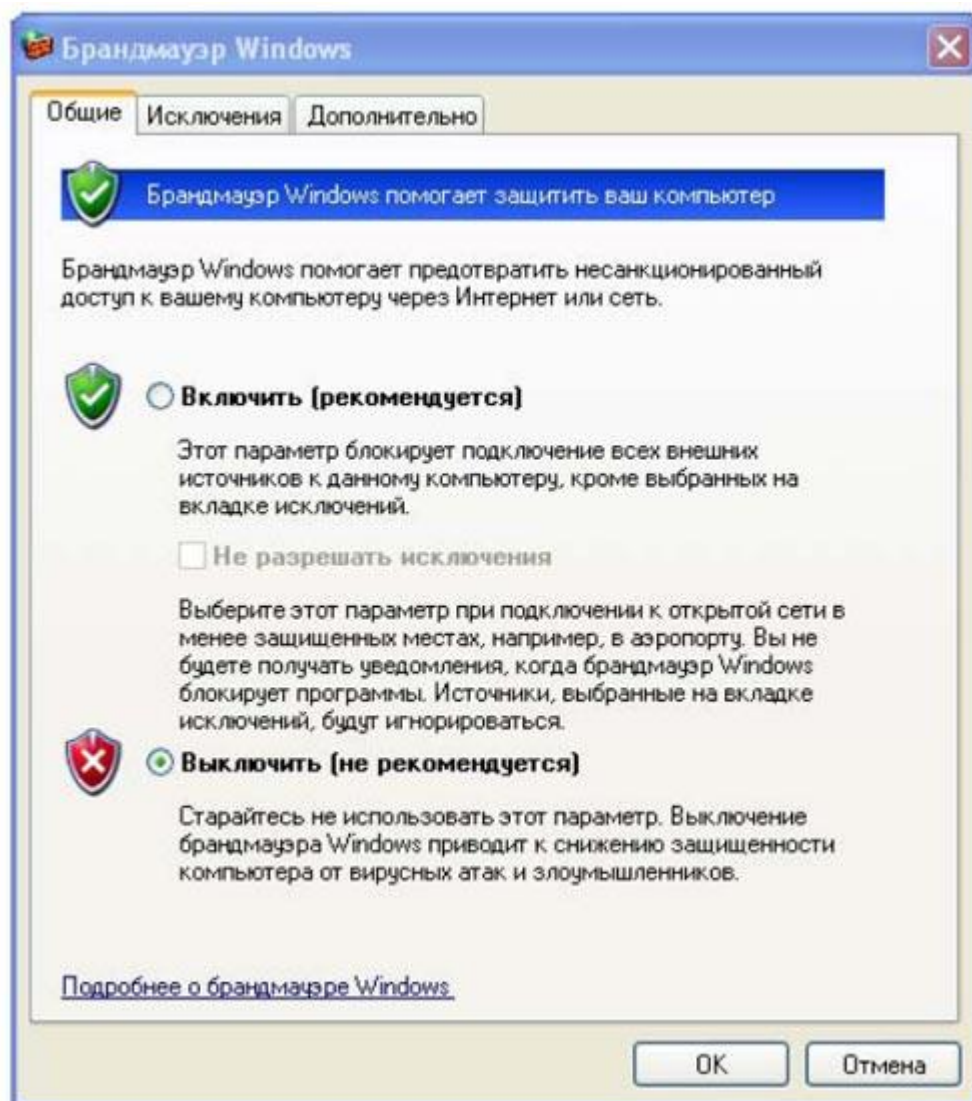 Брандмауэр Windows
Общие
Исключения
Дополнительно
Брандмауэр Windows помогает защитить ваш компьютер
Брандмауэр Windows помогает предотвратить несанкционированный
доступ к вашему компьютеру через Интернет или сеть.
Включить (рекомендуется)
Этот параметр блокирует подключение всех внешних
источников к данному компьютеру, кроме выбранных на
вкладке исключений.
Не разрешать исключения
Выберите этот параметр при подключении к открытой сети в
менее защищенных местах, например, в аэропорту. Вы не
будете получать уведомления, когда брандмауэр Windows
блокирует программы. Источники, выбранные на вкладке
исключений, будут игнорироваться.
Выключить (не рекомендуется)
Старайтесь не использовать этот параметр. Выключение
брандмауэра Windows приводит к снижению защищенности
компьютера от вирусных атак и злоумышленников.
Подробнее о брандмауэре Windows.
OK
Отмена